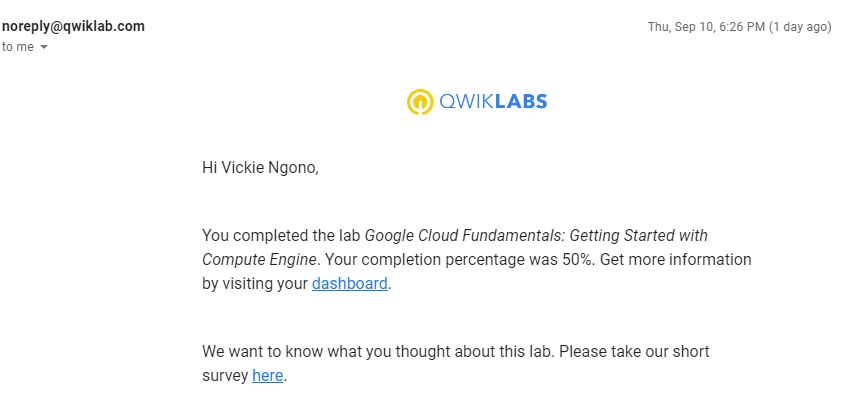 noreply@qwiklab.com
Thu, Sep 10, 6:26 PM (1 day ago)
to me
QWIKLABS
Hi Vickie Ngono,
You completed the lab Google Cloud Fundamentals: Getting Started with
Compute Engine. Your completion percentage was 50%. Get more information
by visiting your dashboard.
We want to know what you thought about this lab. Please take our short
survey here.